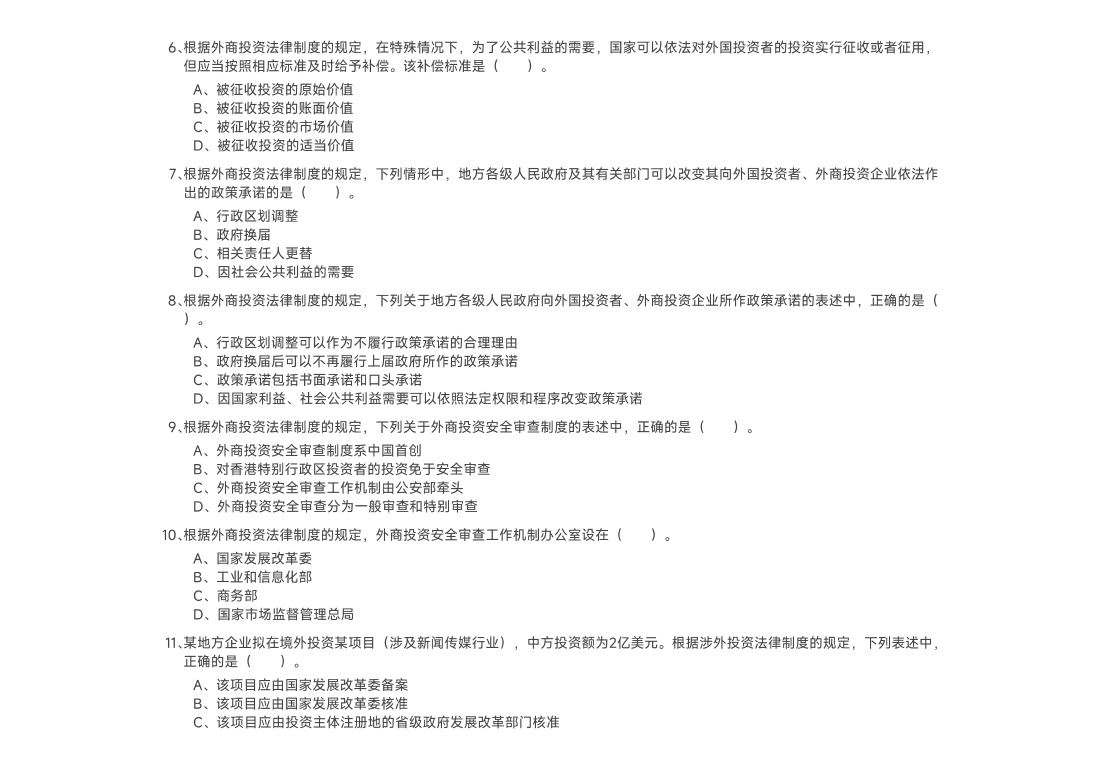 6、根据外商投资法律制度的规定，在特殊情况下，为了公共利益的需要，国家可以依法对外国投资者的投资实行征收或者征用，
但应当按照相应标准及时给予补偿。该补偿标准是（　　）。
A、被征收投资的原始价值
B、被征收投资的账面价值
C、被征收投资的市场价值
D、被征收投资的适当价值
7、根据外商投资法律制度的规定，下列情形中，地方各级人民政府及其有关部门可以改变其向外国投资者、外商投资企业依法作
出的政策承诺的是（　　）。
A、行政区划调整
B、政府换届
C、相关责任人更替
D、因社会公共利益的需要
8、根据外商投资法律制度的规定，下列关于地方各级人民政府向外国投资者、外商投资企业所作政策承诺的表述中，正确的是（
）。
A、行政区划调整可以作为不履行政策承诺的合理理由
B、政府换届后可以不再履行上届政府所作的政策承诺
C、政策承诺包括书面承诺和口头承诺
D、因国家利益、社会公共利益需要可以依照法定权限和程序改变政策承诺
9、根据外商投资法律制度的规定，下列关于外商投资安全审查制度的表述中，正确的是（　　）。
A、外商投资安全审查制度系中国首创
B、对香港特别行政区投资者的投资免于安全审查
C、外商投资安全审查工作机制由公安部牵头
D、外商投资安全审查分为一般审查和特别审查
10、根据外商投资法律制度的规定，外商投资安全审查工作机制办公室设在（　　）。
A、国家发展改革委
B、工业和信息化部
C、商务部
D、国家市场监督管理总局
11、某地方企业拟在境外投资某项目（涉及新闻传媒行业），中方投资额为2亿美元。根据涉外投资法律制度的规定，下列表述中，
正确的是（　　）。
A、该项目应由国家发展改革委备案
B、该项目应由国家发展改革委核准
C、该项目应由投资主体注册地的省级政府发展改革部门核准